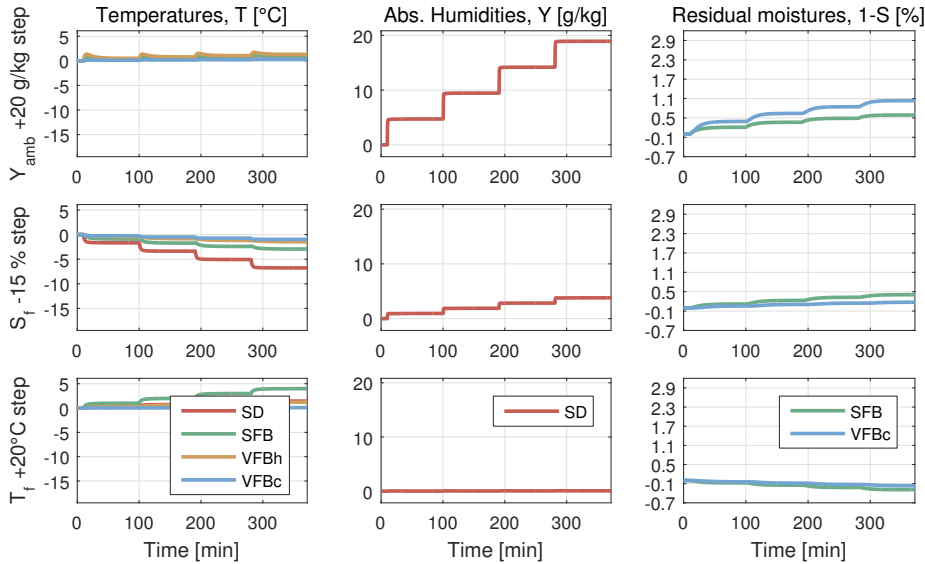 Temperatures, T [°C]
Abs. Humidities, Y [g/kg]
Residual moistures, 1-S [%]
Y_amb +20 g/kg step
5
0
-5
-10
-15
0 100 200 300
20
10
0
0 100 200 300
2.9
2.3
1.7
1.1
0.5
-0.1
-0.7
0 100 200 300
S_f -15 % step
5
0
-5
-10
-15
0 100 200 300
20
10
0
0 100 200 300
2.9
2.3
1.7
1.1
0.5
-0.1
-0.7
0 100 200 300
T_f +20°C step
5
0
-5
-10
-15
SD
SFB
VFBh
VFBc
0 100 200 300
Time [min]
20
10
0
SD
0 100 200 300
Time [min]
2.9
2.3
1.7
1.1
0.5
-0.1
-0.7
SFB
VFBc
0 100 200 300
Time [min]